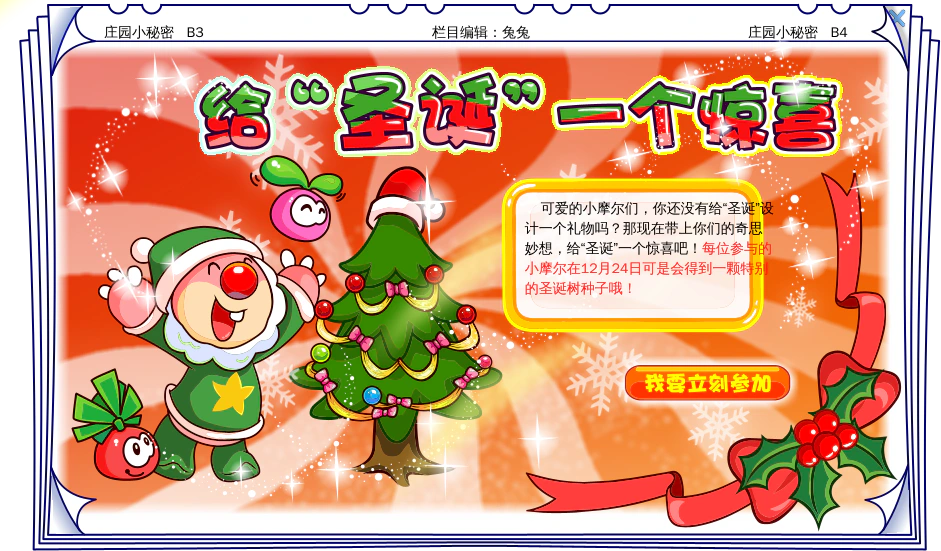 庄园小秘密 B3
栏目编辑：兔兔
庄园小秘密 B4
给“圣诞”一个惊喜
可爱的小摩尔们，你还没有给“圣诞”设
计一个礼物吗？那现在带上你们的奇思
妙想，给“圣诞”一个惊喜吧！每位参与的
小摩尔在12月24日可是会得到一颗特别
的圣诞树种子哦！
我要立刻参加